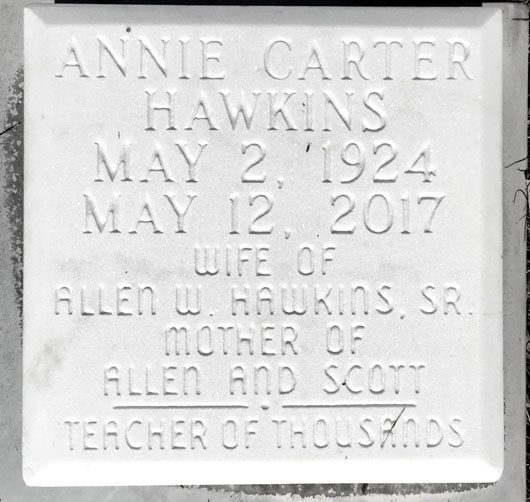 ANNIE CARTER
HAWKINS
MAY 2, 1924
MAY 12, 2017
WIFE OF
ALLEN W. HAWKINS, SR.
MOTHER OF
ALLEN AND SCOTT
TEACHER OF THOUSANDS